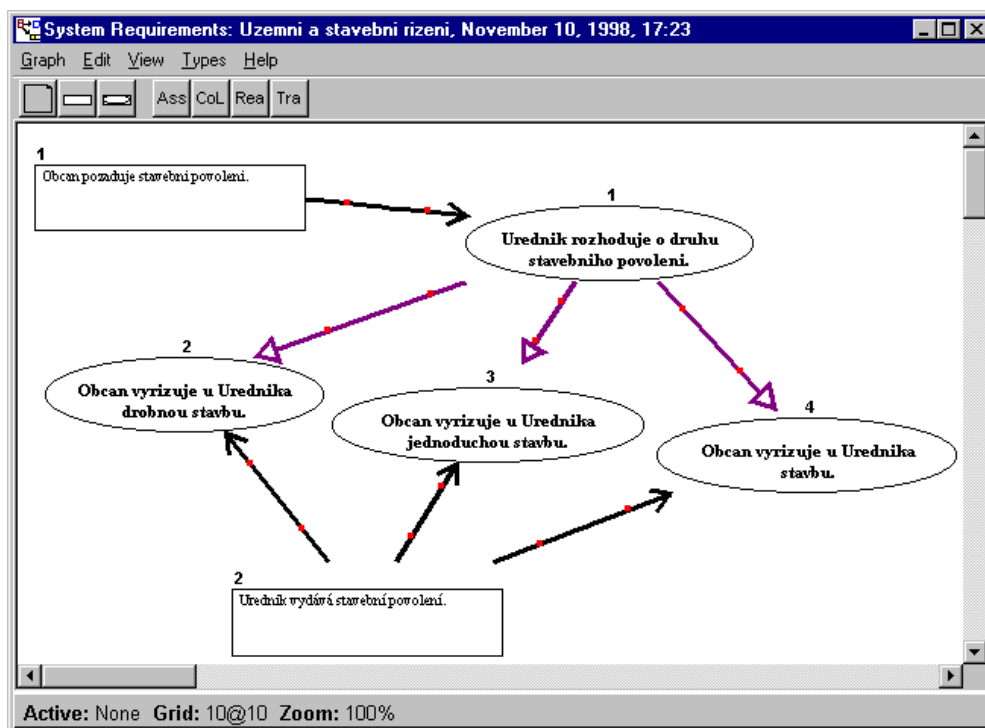 System Requirements: Uzemni a stavebni rizeni, November 10, 1998, 17:23
Graph Edit View Types Help
Ass CoL Rea Tra
1
Obcan pozaduje stavebni povoleni.
1
Urednik rozhoduje o druhu
stavebniho povoleni.
2
Obcan vyrizuje u Urednika
drobnou stavbu.
3
Obcan vyrizuje u Urednika
jednoduchou stavbu.
4
Obcan vyrizuje u Urednika
stavbu.
2
Urednik vydává stavební povolení.
Active: None Grid: 10@10 Zoom: 100%